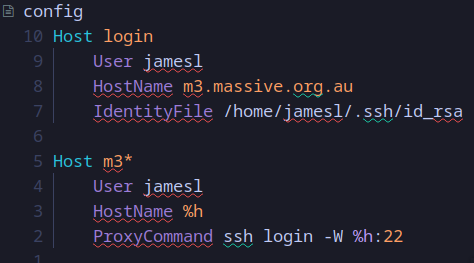 config
10 Host login
9 User jamesl
8 HostName m3.massive.org.au
7 IdentityFile /home/jamesl/.ssh/id_rsa
6
5 Host m3*
4 User jamesl
3 HostName %h
2 ProxyCommand ssh login -W %h:22
1